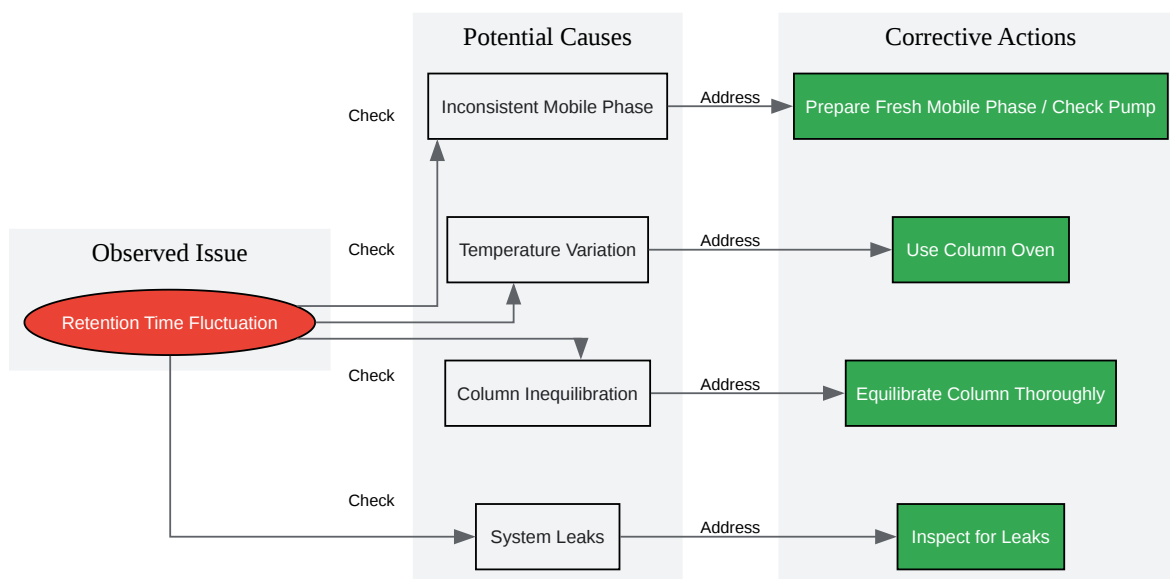 Potential Causes
Corrective Actions
Check
Inconsistent Mobile Phase
Address
Prepare Fresh Mobile Phase / Check Pump
Observed Issue
Check
Temperature Variation
Address
Use Column Oven
Retention Time Fluctuation
Check
Column Inequilibration
Address
Equilibrate Column Thoroughly
Check
System Leaks
Address
Inspect for Leaks